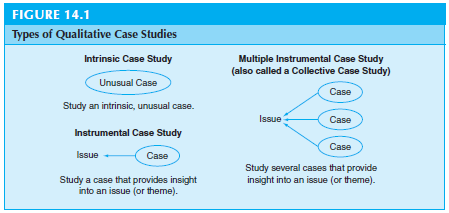 FIGURE 14.1
Types of Qualitative Case Studies
Intrinsic Case Study
Unusual Case
Study an intrinsic, unusual case.
Instrumental Case Study
Issue
Case
Study a case that provides insight
into an issue (or theme).
Multiple Instrumental Case Study
(also called a Collective Case Study)
Case
Issue
Case
Case
Study several cases that provide
insight into an issue (or theme).